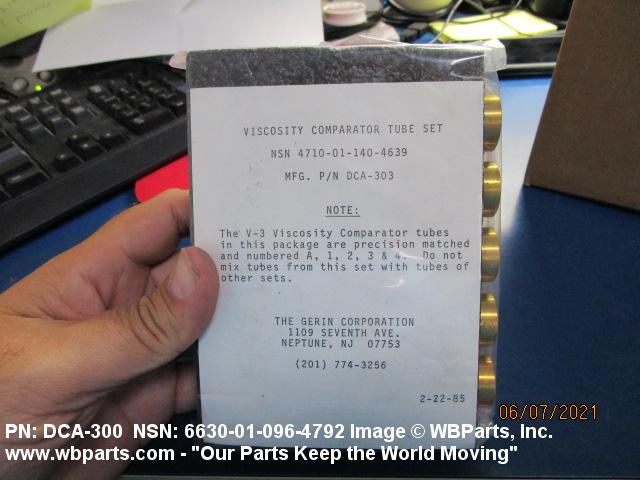 VISCOSITY COMPARATOR TUBE SET
NSN 4710-01-140-4639
MFG. P/N DCA-303
NOTE:
The V-3 Viscosity Comparator tubes
in this package are precision matched
and numbered A, 1, 2, 3 & 4. Do not
mix tubes from this set with tubes of
other sets.
THE GERIN CORPORATION
1109 SEVENTH AVE.
NEPTUNE, NJ 07753
(201) 774-3256
2-22-85
06/07/2021
PN: DCA-300 NSN: 6630-01-096-4792 Image © WBParts, Inc.
www.wbparts.com - "Our Parts Keep the World Moving"